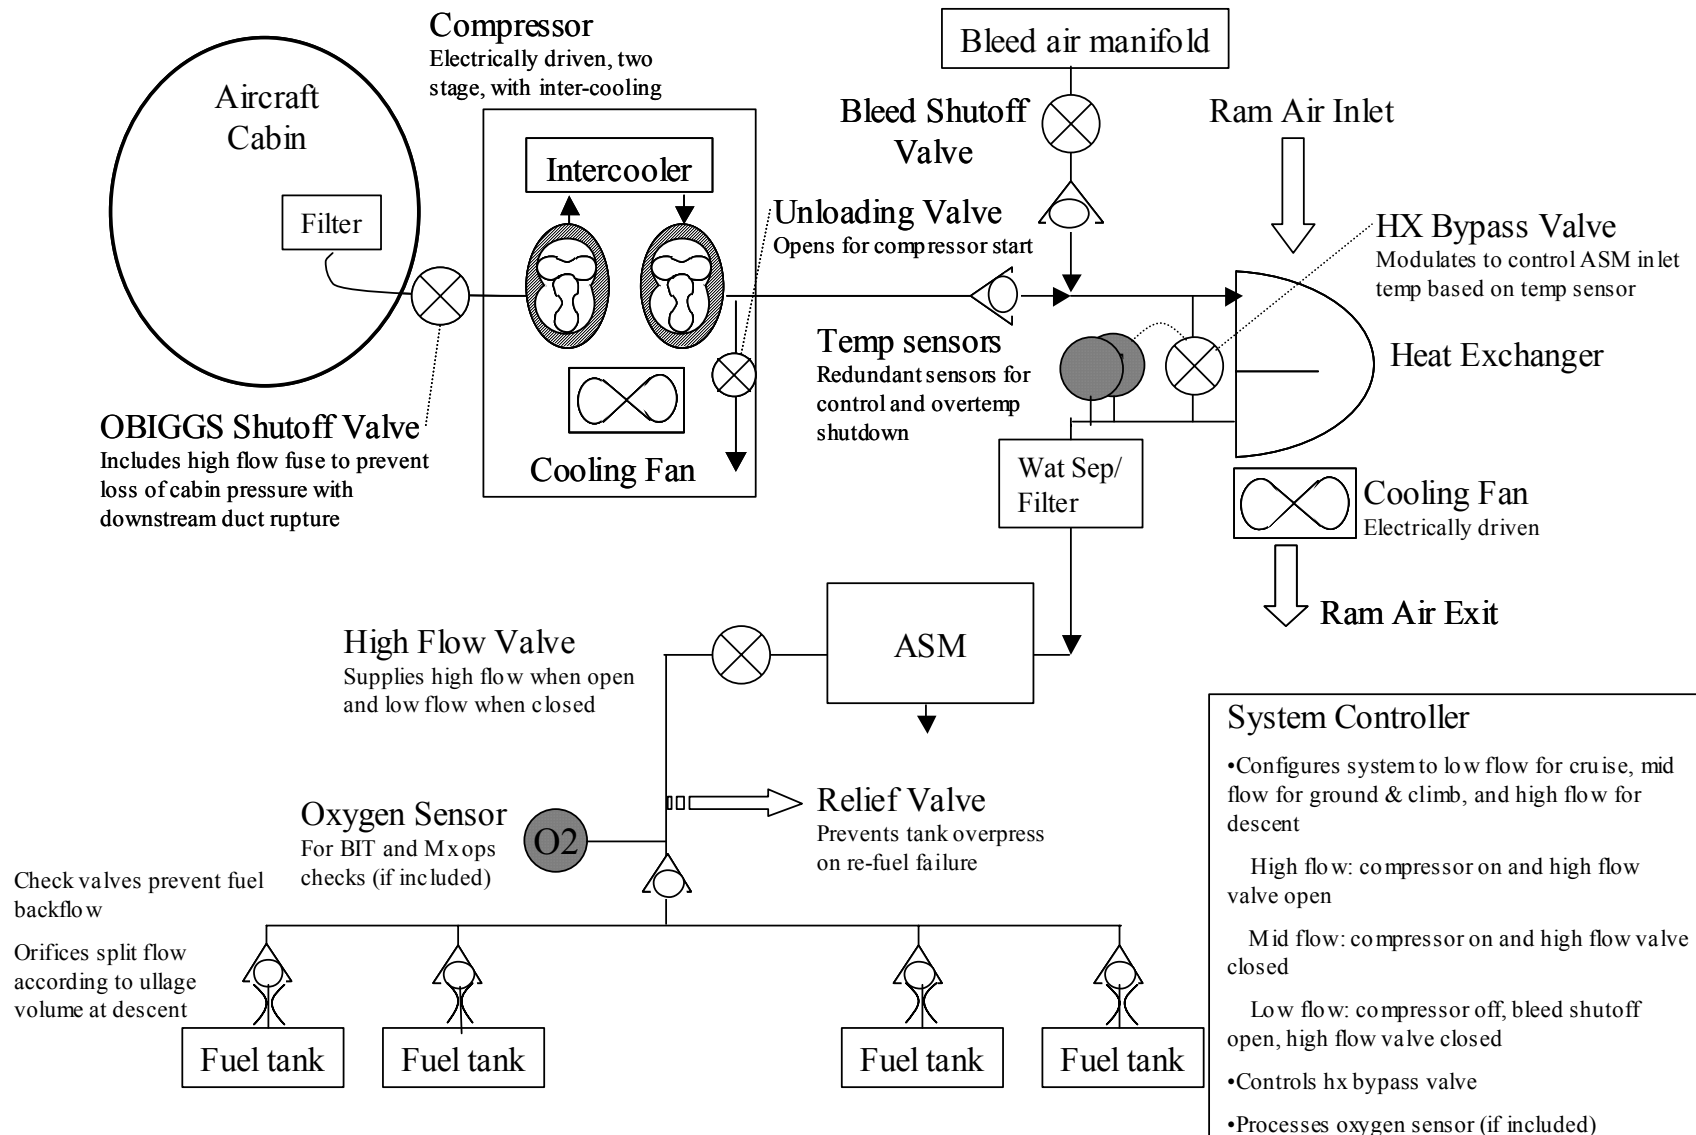 Compressor
Electrically driven, two
stage, with inter-cooling
Aircraft
Cabin
Filter
Intercooler
Cooling Fan
Unloading Valve
Opens for compressor start
OBIGGS Shutoff Valve
Includes high flow fuse to prevent
loss of cabin pressure with
downstream duct rupture
Bleed air manifold
Bleed Shutoff
Valve
Ram Air Inlet
HX Bypass Valve
Modulates to control ASM inlet
temp based on temp sensor
Temp sensors
Redundant sensors for
control and overtemp
shutdown
Heat Exchanger
Wat Sep/
Filter
Cooling Fan
Electrically driven
Ram Air Exit
High Flow Valve
Supplies high flow when open
and low flow when closed
ASM
Oxygen Sensor
For BIT and Mx ops
checks (if included)
O2
Relief Valve
Prevents tank overpress
on re-fuel failure
Check valves prevent fuel
backflow
Orifices split flow
according to ullage
volume at descent
Fuel tank
Fuel tank
Fuel tank
Fuel tank
System Controller
•Configures system to low flow for cruise, mid
flow for ground & climb, and high flow for
descent
High flow: compressor on and high flow
valve open
Mid flow: compressor on and high flow valve
closed
Low flow: compressor off, bleed shutoff
open, high flow valve closed
•Controls hx bypass valve
•Processes oxygen sensor (if included)